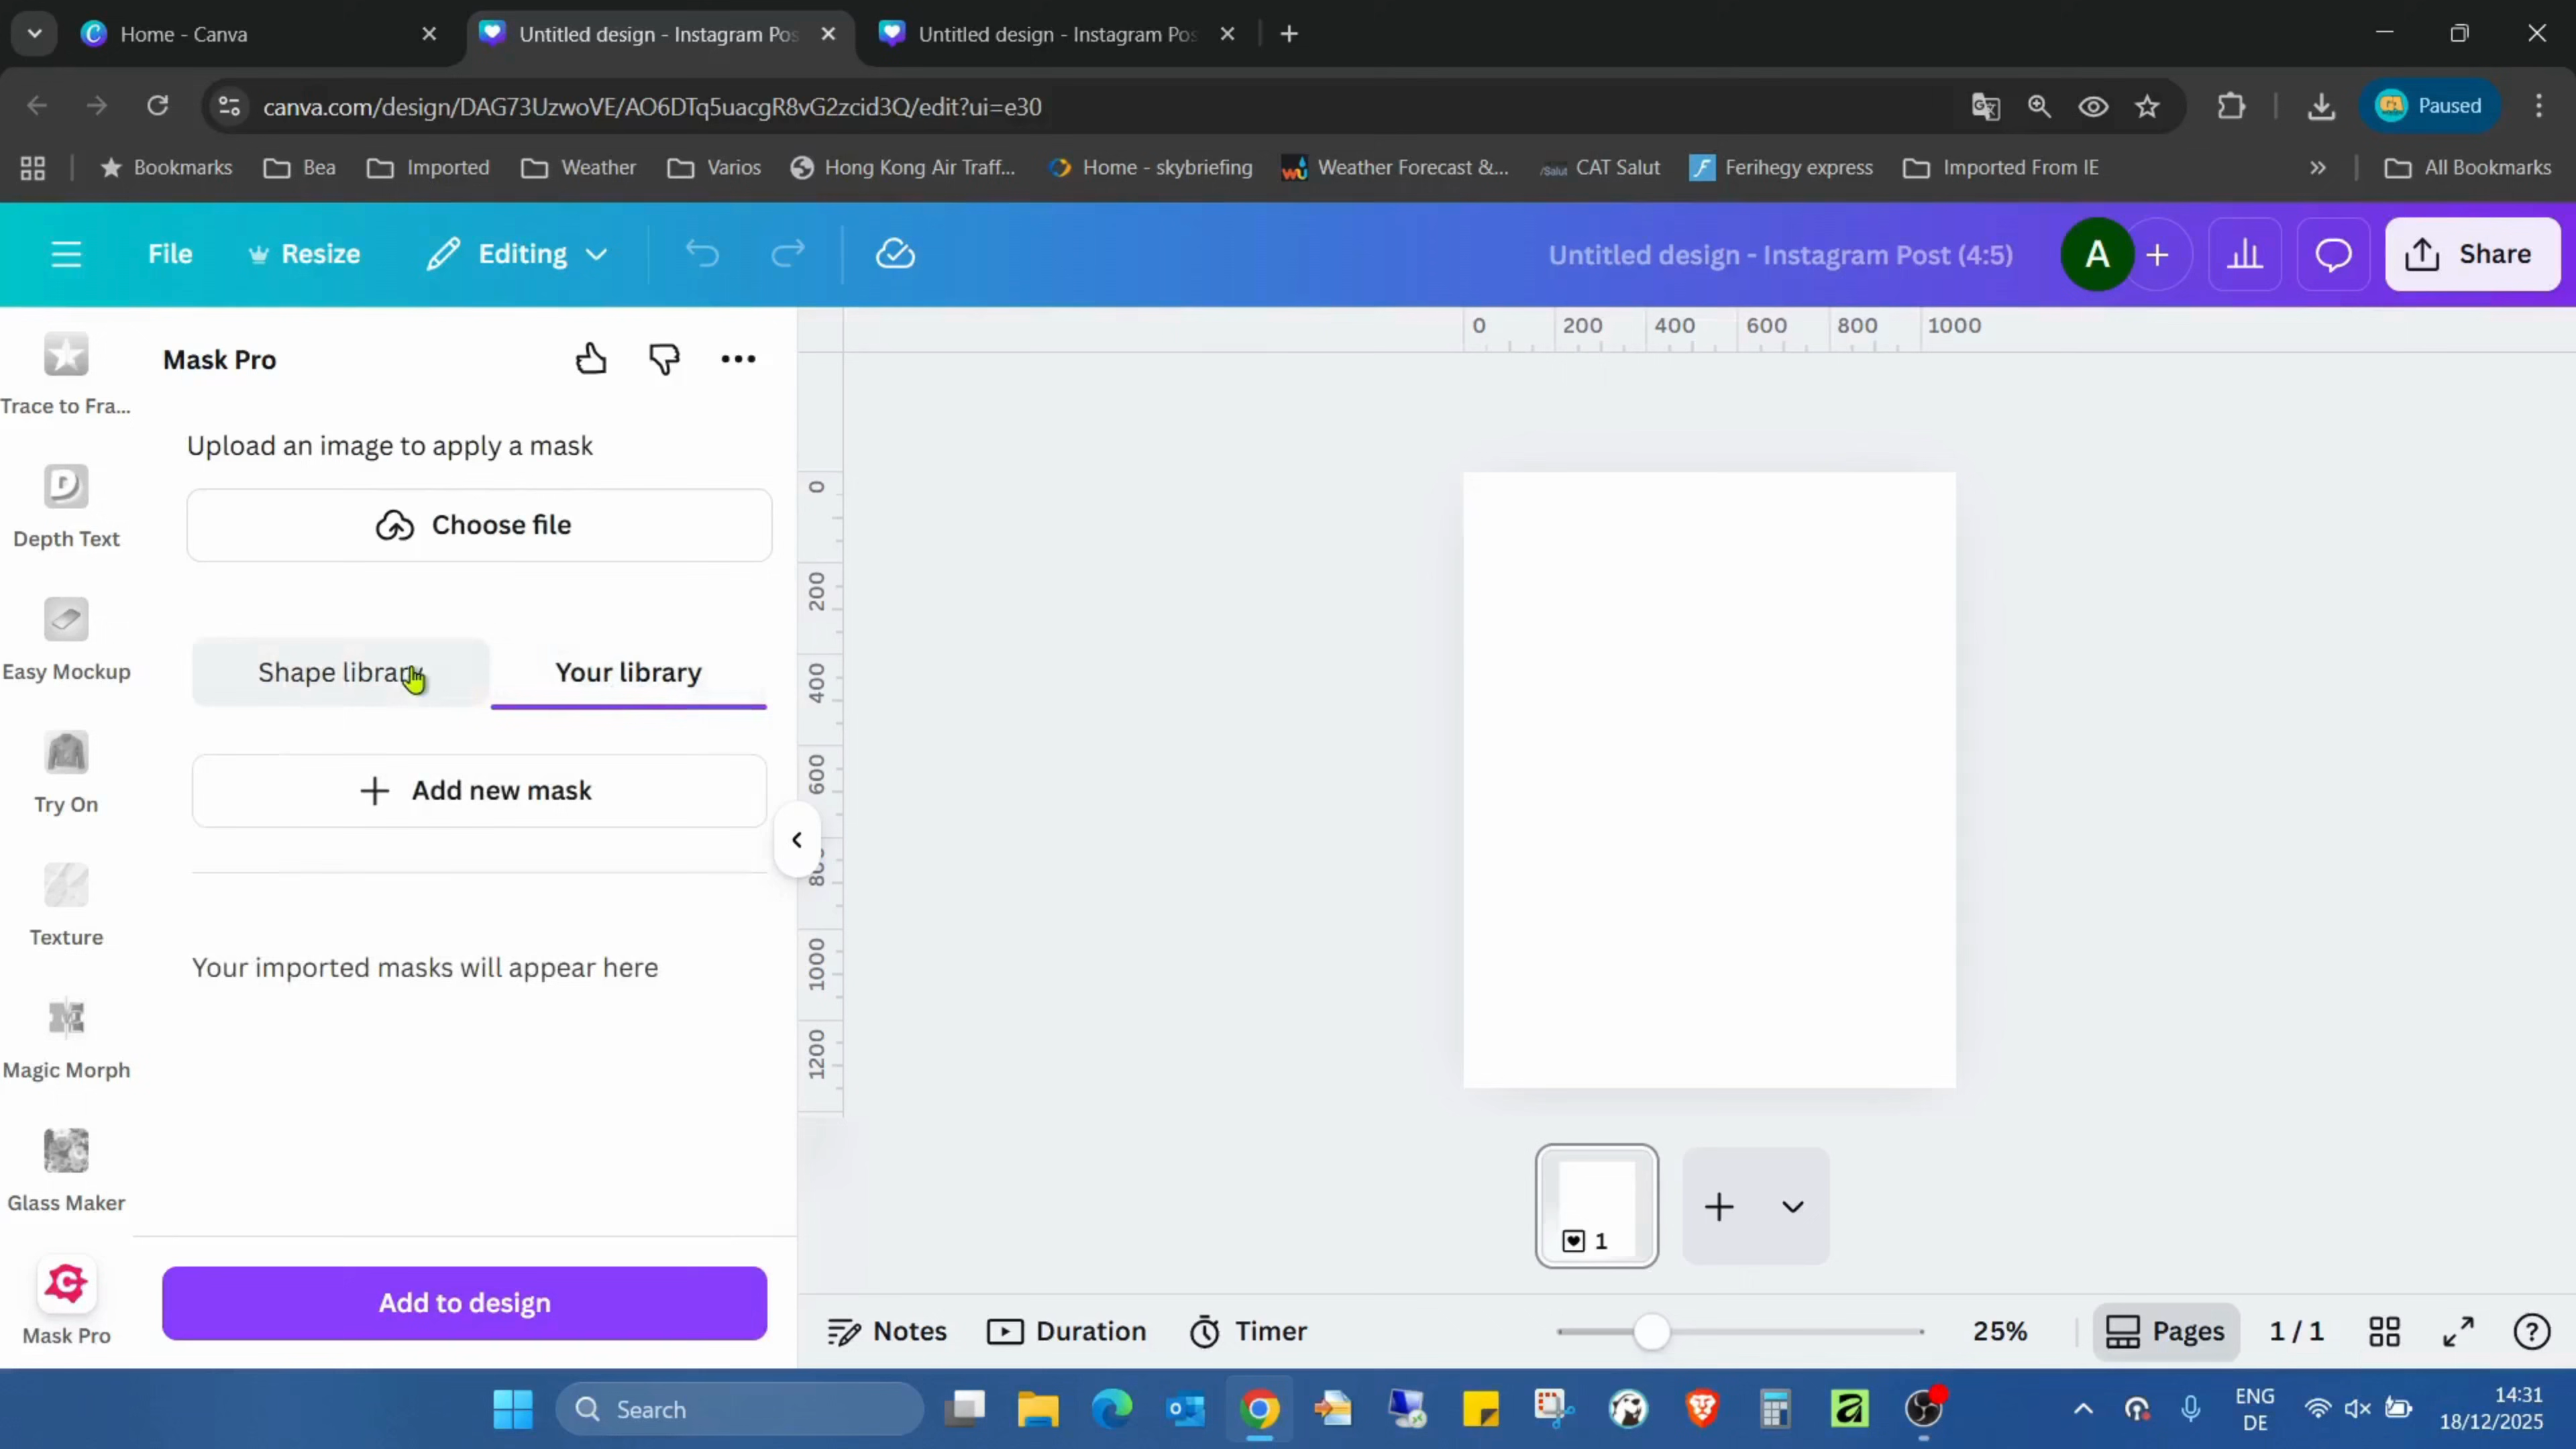 Home - Canva
Untitled design - Instagram Pos
Untitled design - Instagram Pos
canva.com/design/DAG73UzwoVE/AO6DTq5uacgR8vG2zcid3Q/edit?ui=e30
Paused
Bookmarks
Bea
Imported
Weather
Varios
Hong Kong Air Traff...
Home - skybriefing
Weather Forecast &...
CAT Salut
Ferihegy express
Imported From IE
All Bookmarks
File
Resize
Editing
Untitled design - Instagram Post (4:5)
A
Share
Trace to Fra...
Depth Text
Easy Mockup
Try On
Texture
Magic Morph
Glass Maker
Mask Pro
Mask Pro
Upload an image to apply a mask
Choose file
Shape library
Your library
Add new mask
Your imported masks will appear here
Add to design
0 200 400 600 800 1000
0
200
400
600
1000
1200
1
Notes
Duration
Timer
25%
Pages
1 / 1
Search
ENG
DE
14:31
18/12/2025